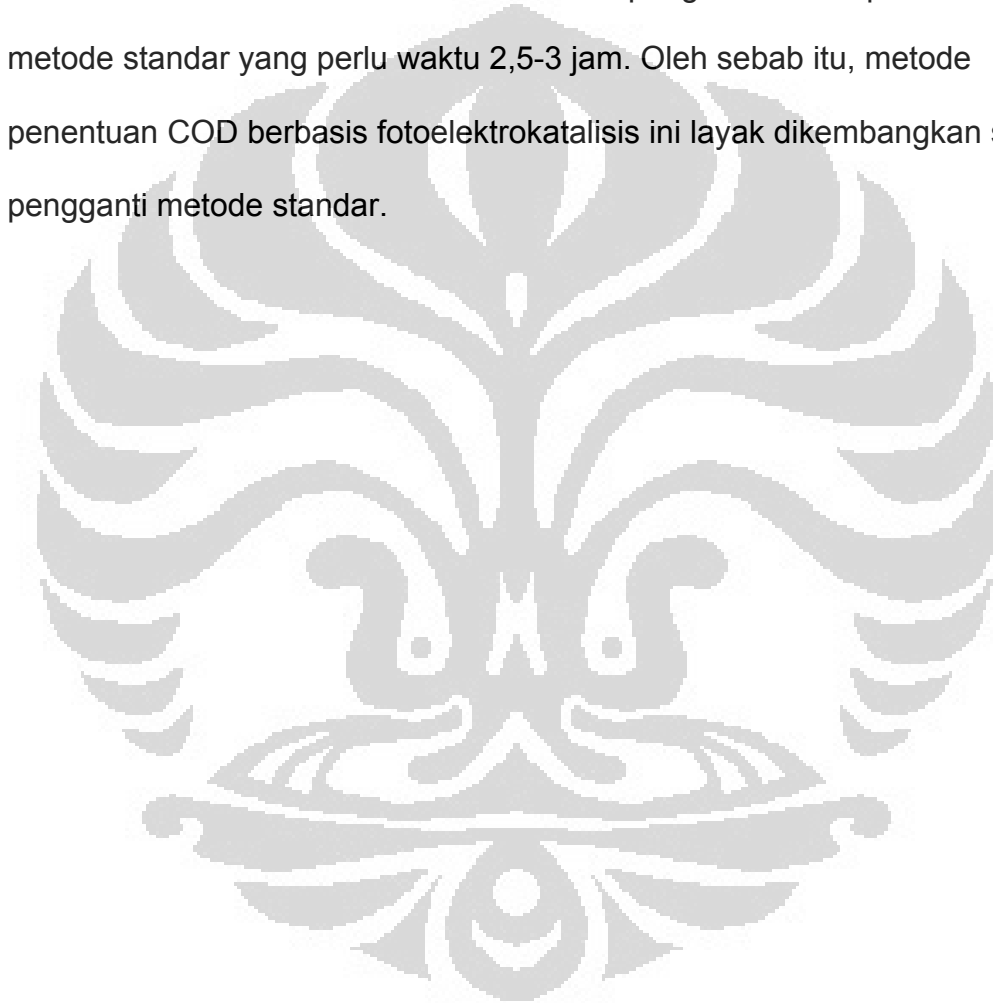 metode standar yang perlu waktu 2,5-3 jam. Oleh sebab itu, metode
penentuan COD berbasis fotoelektrokatalisis ini layak dikembangkan
pengganti metode standar.